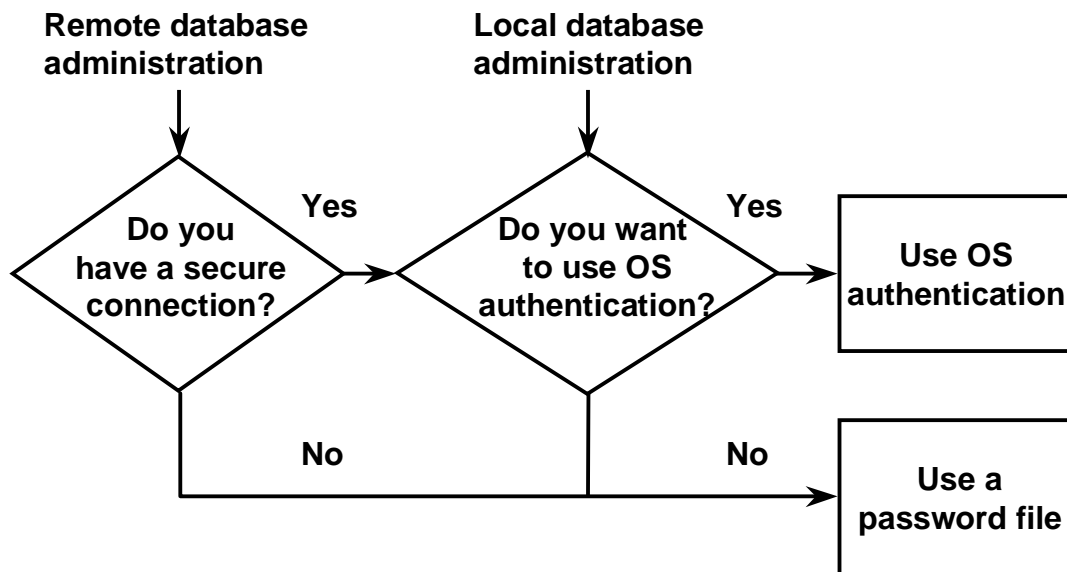 Remote database
administration
Local database
administration
Do you
have a secure
connection?
Yes
Do you want
to use OS
authentication?
Yes
Use OS
authentication
No
No
Use a
password file